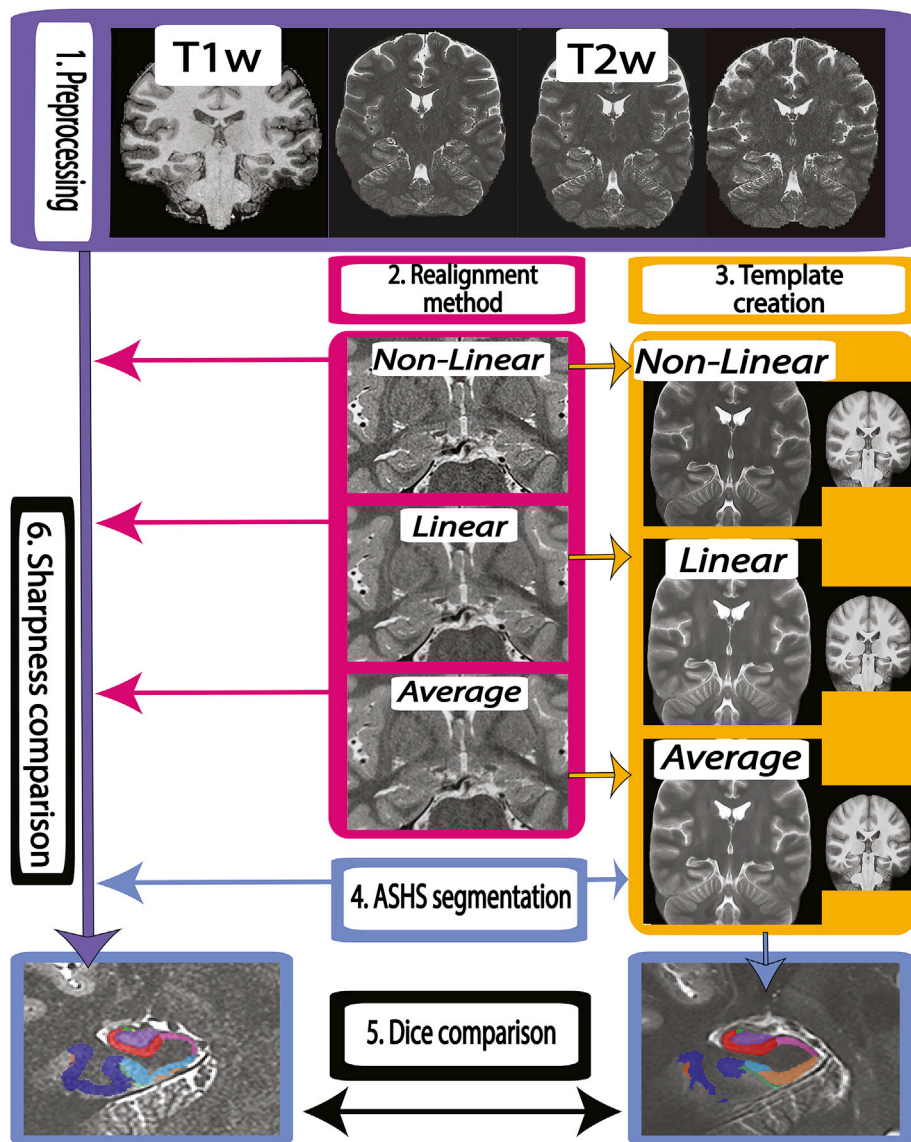 1. Preprocessing
T1w
T2w
2. Realignment
method
3. Template
creation
Non-Linear
Non-Linear
Linear
Linear
Average
Average
6. Sharpness comparison
4. ASHS segmentation
5. Dice comparison